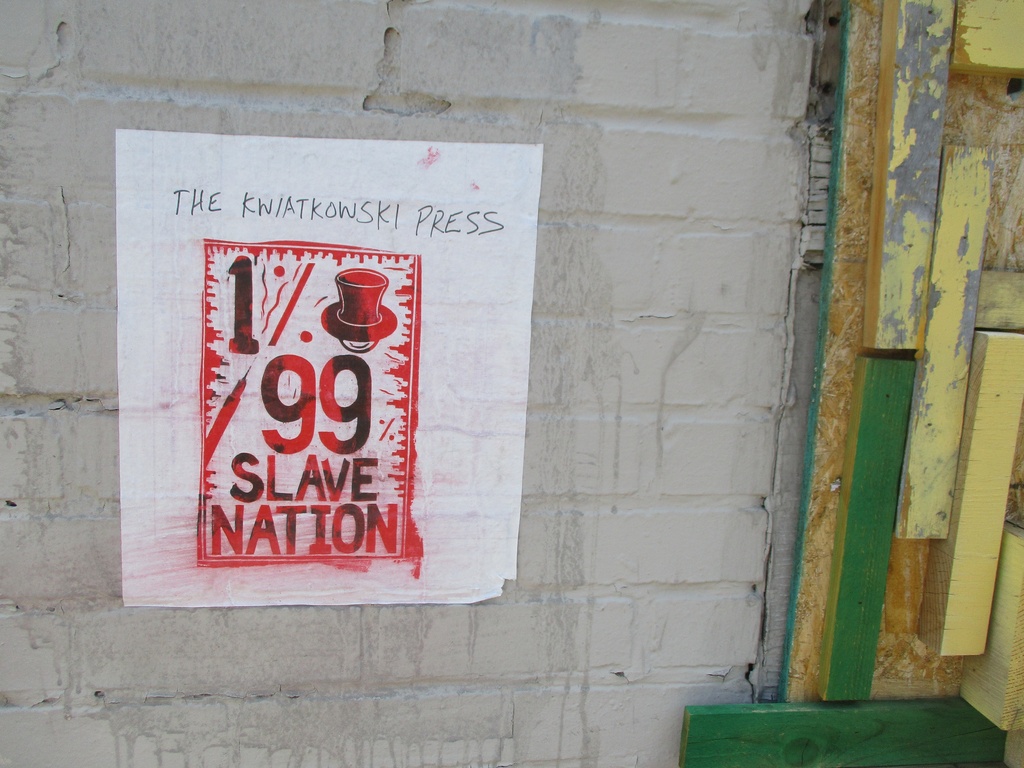 THE KWIATKOWSKI PRESS
1%
/99%
SLAVE
NATION